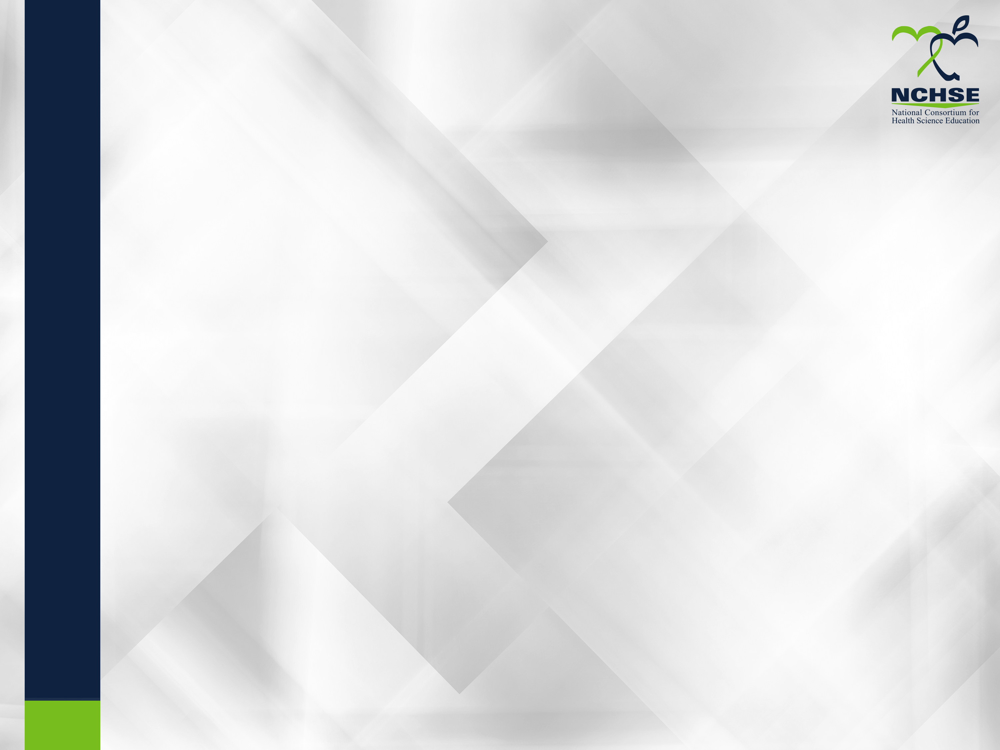 NCHSE
National Consortium for
Health Science Education